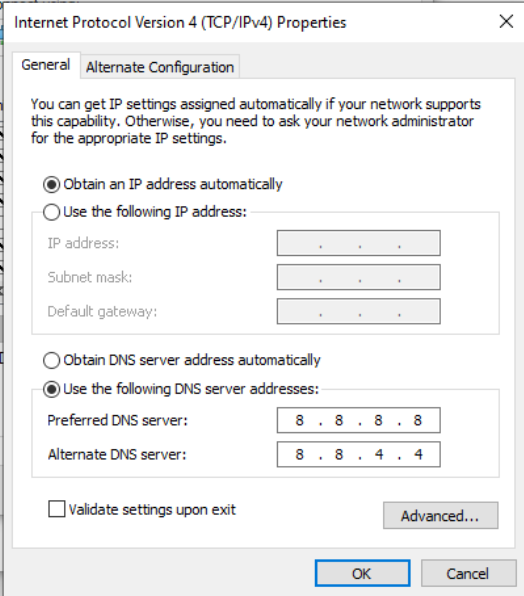 Internet Protocol Version 4 (TCP/IPv4) Properties
General
Alternate Configuration
You can get IP settings assigned automatically if your network supports
this capability. Otherwise, you need to ask your network administrator
for the appropriate IP settings.
Obtain an IP address automatically
Use the following IP address:
IP address: . . .
Subnet mask: . . .
Default gateway: . . .
Obtain DNS server address automatically
Use the following DNS server addresses:
Preferred DNS server: 8 . 8 . 8 . 8
Alternate DNS server: 8 . 8 . 4 . 4
Validate settings upon exit
Advanced...
OK
Cancel